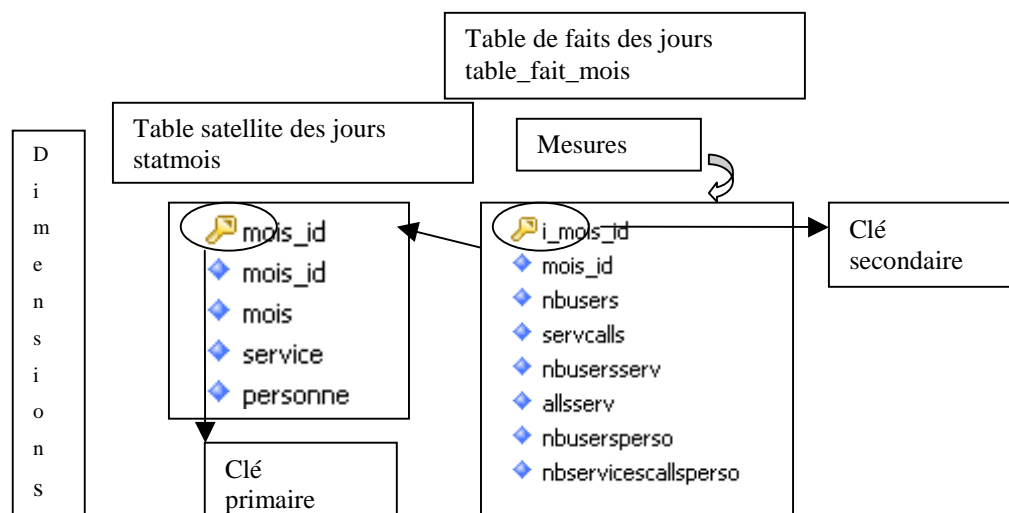 Table de faits des jours
table_fait_mois
Table satellite des jours
statmois
Mesures
D
i
m
e
n
s
i
o
n
s
mois_id
mois_id
mois
service
personne
i_mois_id
mois_id
nbusers
servcalls
nbusersserv
allsserv
nbusersperso
nbservicescallsperso
Clé
secondaire
Clé
primaire